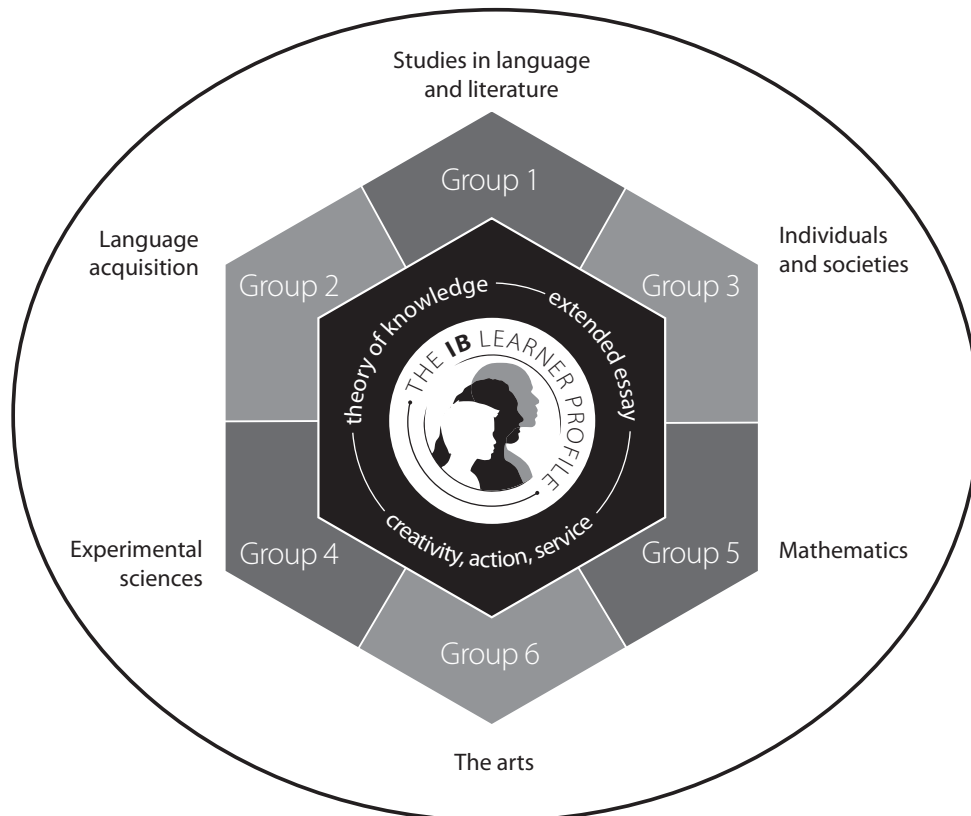 Studies in language
and literature
Group 1
Language
acquisition
Group 2
Individuals
and societies
Group 3
theory of knowledge
extended essay
THE IB LEARNER PROFILE
creativity, action, service
Experimental
sciences
Group 4
Group 5
Mathematics
Group 6
The arts